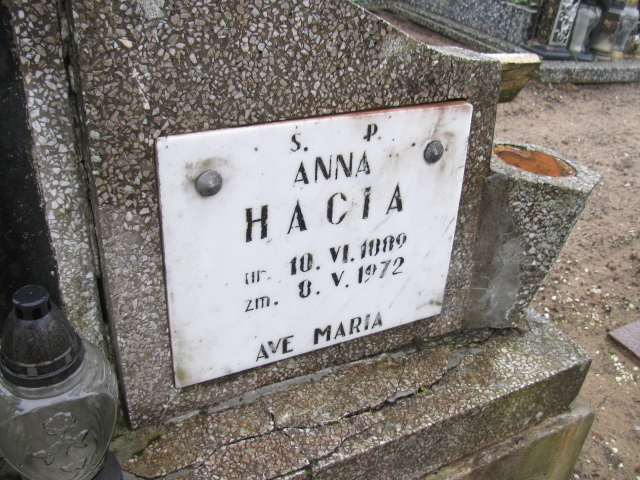 S. P.
ANNA
HACIA
ur. 10. VI. 1889
zm. 8. V. 1972
AVE MARIA